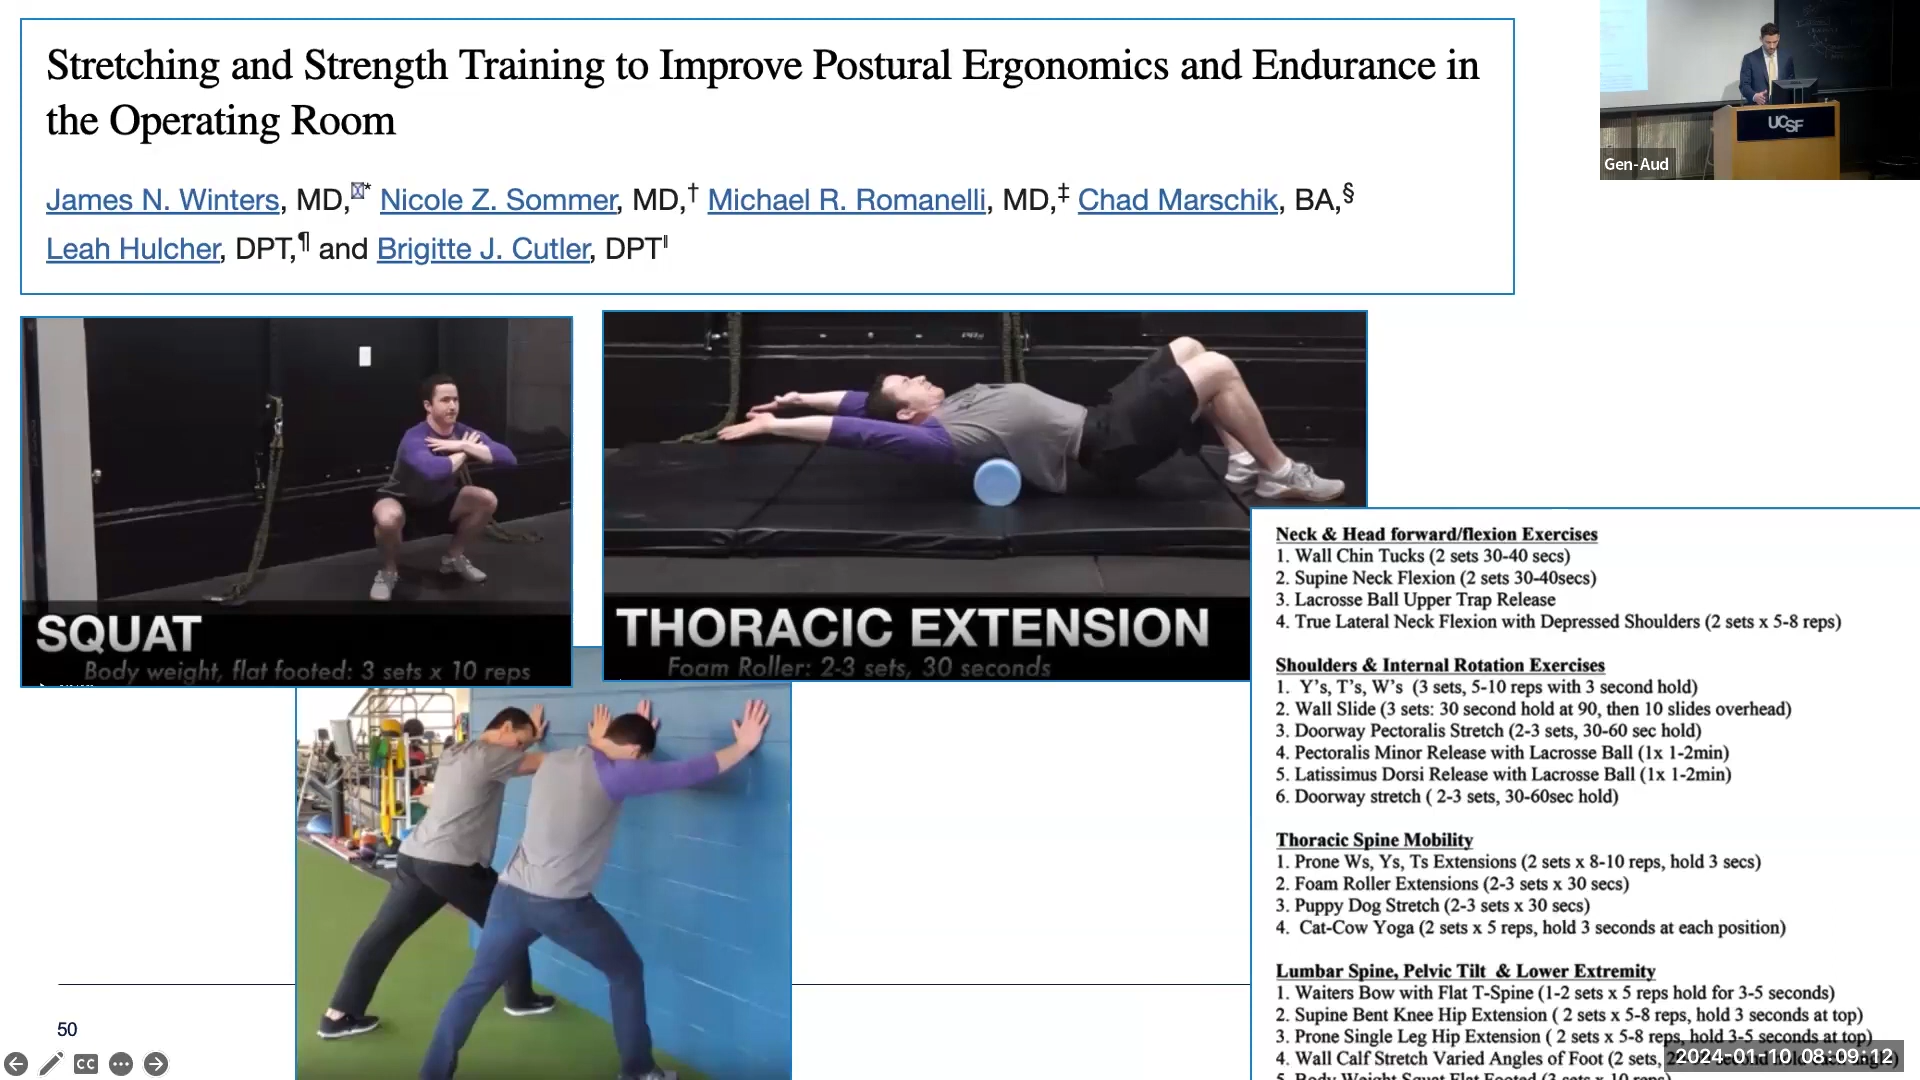 Stretching and Strength Training to Improve Postural Ergonomics and Endurance in
the Operating Room
James N. Winters, MD,* Nicole Z. Sommer, MD,† Michael R. Romanelli, MD,‡ Chad Marschik, BA,§
Leah Hulcher, DPT,¶ and Brigitte J. Cutler, DPT‖
UCSF
Gen-Aud
SQUAT
Body weight, flat footed: 3 sets x 10 reps
THORACIC EXTENSION
Foam Roller: 2-3 sets, 30 seconds
Neck & Head forward/flexion Exercises
1. Wall Chin Tucks (2 sets 30-40 secs)
2. Supine Neck Flexion (2 sets 30-40secs)
3. Lacrosse Ball Upper Trap Release
4. True Lateral Neck Flexion with Depressed Shoulders (2 sets x 5-8 reps)
Shoulders & Internal Rotation Exercises
1. Y's, T's, W's (3 sets, 5-10 reps with 3 second hold)
2. Wall Slide (3 sets: 30 second hold at 90, then 10 slides overhead)
3. Doorway Pectoralis Stretch (2-3 sets, 30-60 sec hold)
4. Pectoralis Minor Release with Lacrosse Ball (1x 1-2min)
5. Latissimus Dorsi Release with Lacrosse Ball (1x 1-2min)
6. Doorway stretch ( 2-3 sets, 30-60sec hold)
Thoracic Spine Mobility
1. Prone Ws, Ys, Ts Extensions (2 sets x 8-10 reps, hold 3 secs)
2. Foam Roller Extensions (2-3 sets x 30 secs)
3. Puppy Dog Stretch (2-3 sets x 30 secs)
4. Cat-Cow Yoga (2 sets x 5 reps, hold 3 seconds at each position)
Lumbar Spine, Pelvic Tilt & Lower Extremity
1. Waiters Bow with Flat T-Spine (1-2 sets x 5 reps hold for 3-5 seconds)
2. Supine Bent Knee Hip Extension ( 2 sets x 5-8 reps, hold 3 seconds at top)
3. Prone Single Leg Hip Extension ( 2 sets x 5-8 reps, hold 3-5 seconds at top)
4. Wall Calf Stretch Varied Angles of Foot (2 sets,
5. Body Weight Squat Flat Footed (3 sets x 10 reps)
50
CC
2024-01-10 08:09:12